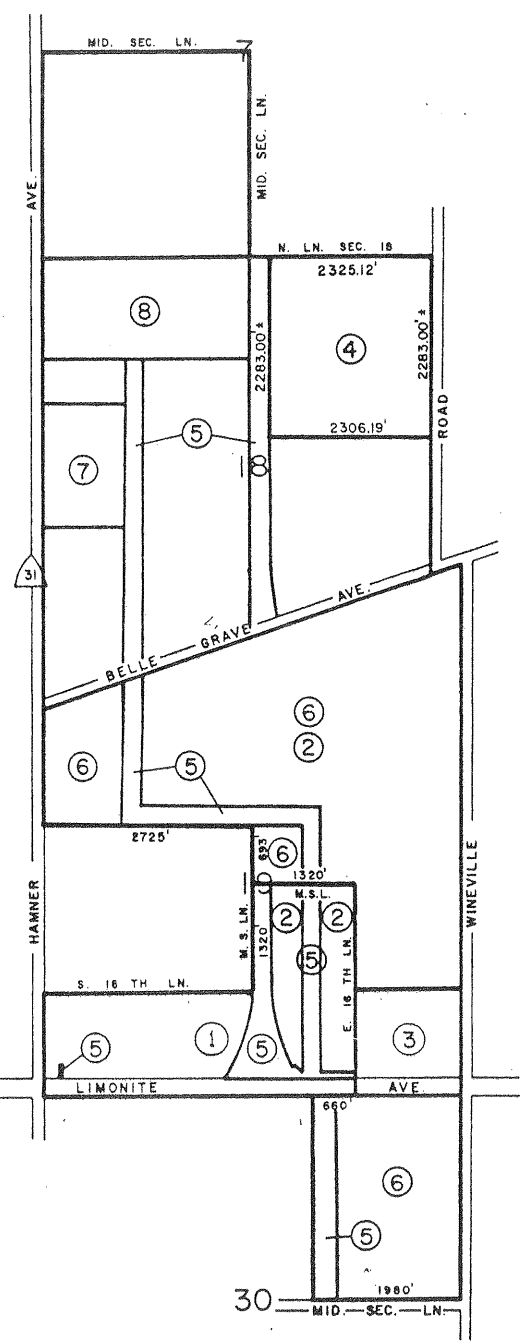 MID. SEC. LN.
7
MID SEC. LN.
AVE.
N. LN. SEC. 18
2325.12'
8
4
2283.00' ±
2283.00' ±
2306.19'
ROAD
5
18
7
31
AVE.
GRAVE
BELLE
6
2
6
5
2725'
693
6
1320'
M.S.L.
WINEVILLE
HAMNER
M. S. LN.
1320'
2
2
5
E. 16 TH LN.
S. 16 TH LN.
1
5
3
5
LIMONITE
AVE.
660'
6
5
1980'
30
MID. SEC. LN.